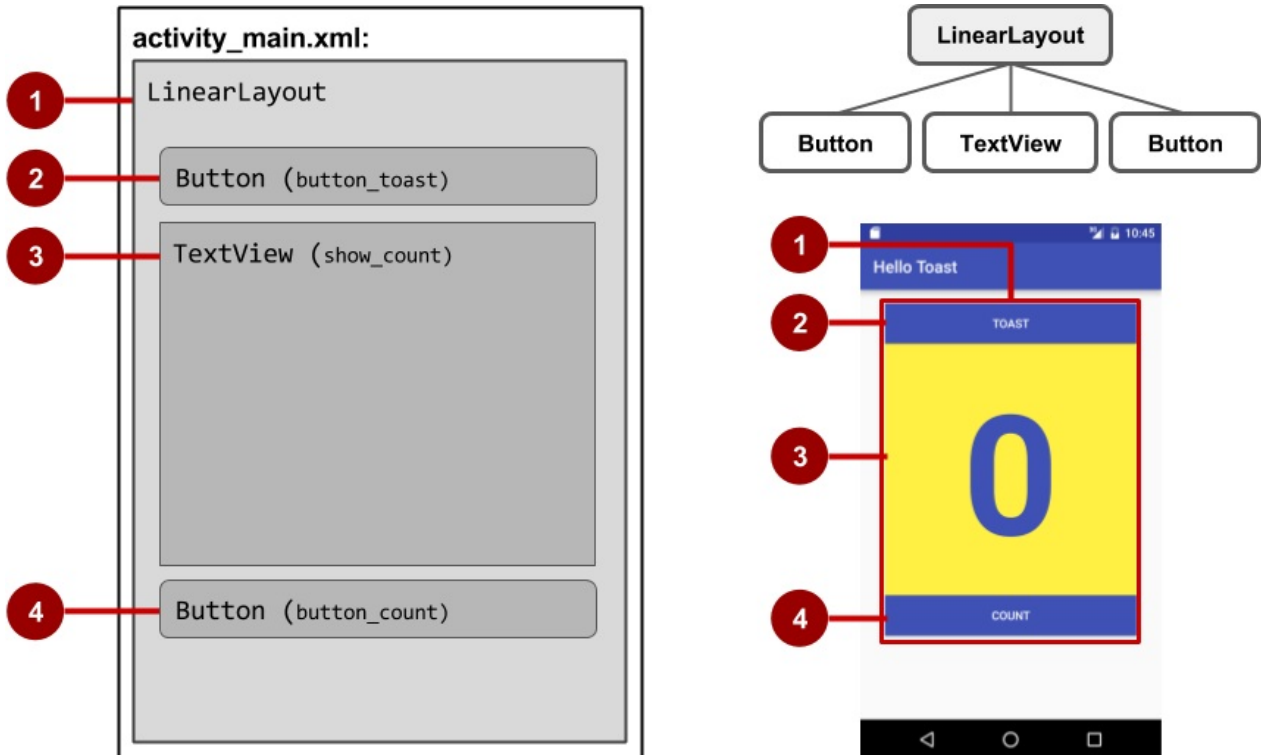 activity_main.xml:
1
LinearLayout
2
Button (button_toast)
3
TextView (show_count)
4
Button (button_count)
LinearLayout
Button
TextView
Button
10:45
1
Hello Toast
2
TOAST
3
0
4
COUNT